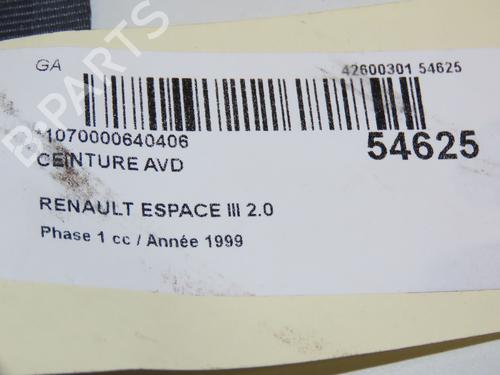 GA
42600301 54625
*1070000640406
54625
CEINTURE AVD
RENAULT ESPACE III 2.0
Phase 1 cc / Année 1999
B-PARTS